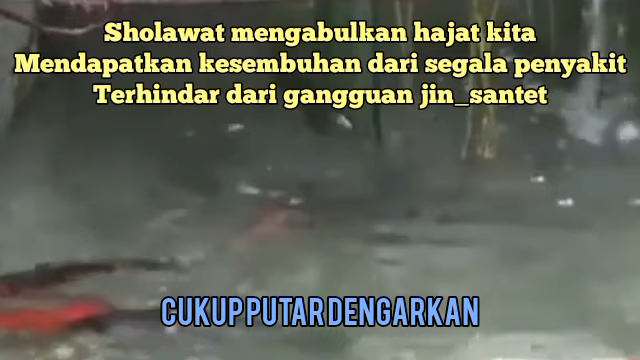 Sholawat mengabulkan hajat kita
Mendapatkan kesembuhan dari segala penyakit
Terhindar dari gangguan jin_santet
CUKUP PUTAR DENGARKAN